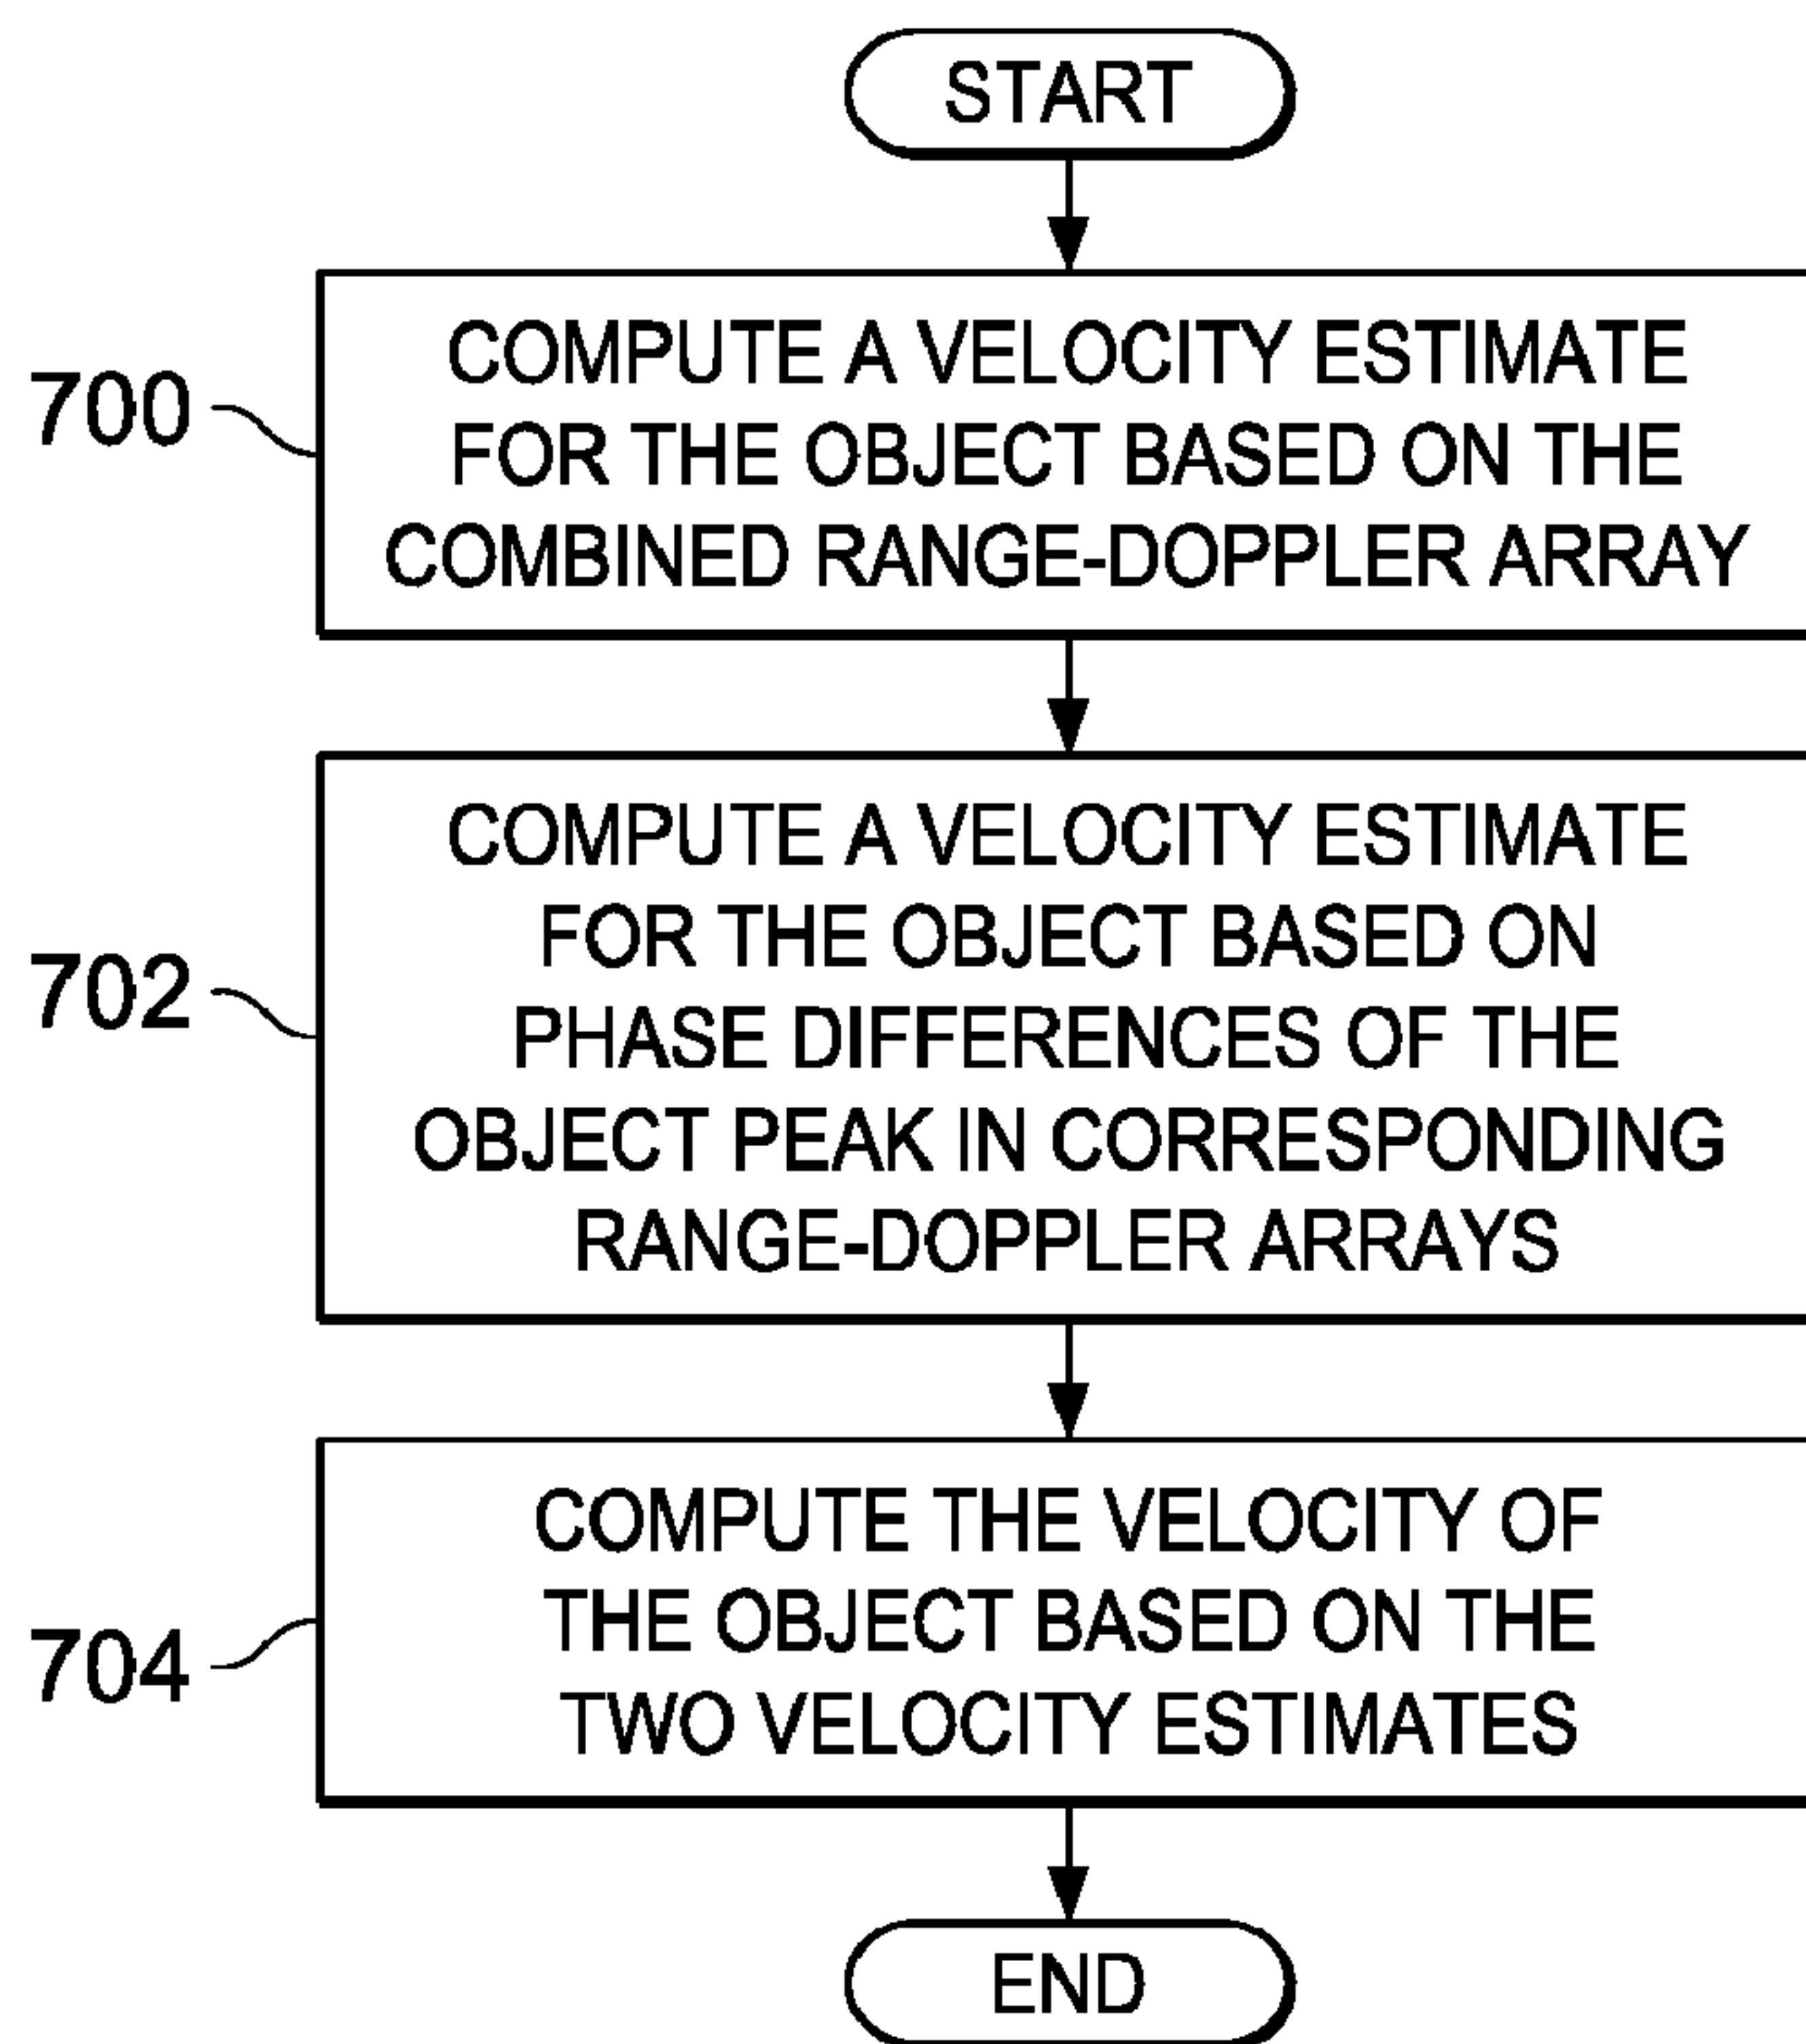 START
700
COMPUTE A VELOCITY ESTIMATE
FOR THE OBJECT BASED ON THE
COMBINED RANGE-DOPPLER ARRAY
702
COMPUTE A VELOCITY ESTIMATE
FOR THE OBJECT BASED ON
PHASE DIFFERENCES OF THE
OBJECT PEAK IN CORRESPONDING
RANGE-DOPPLER ARRAYS
704
COMPUTE THE VELOCITY OF
THE OBJECT BASED ON THE
TWO VELOCITY ESTIMATES
END